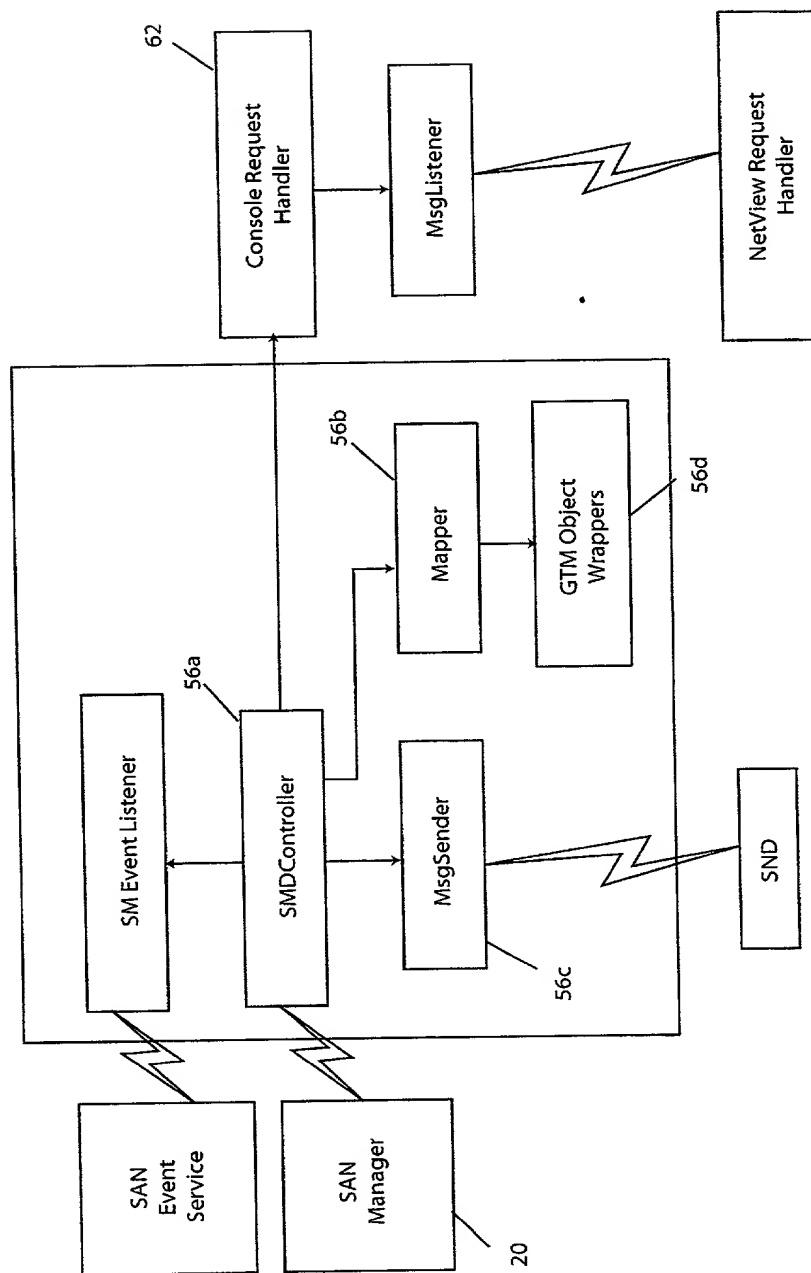 SAN
Event
Service
SAN
Manager
20
SM Event Listener
SMDController
56a
MsgSender
56c
SND
Mapper
56b
GTM Object
Wrappers
56d
Console Request
Handler
62
MsgListener
NetView Request
Handler